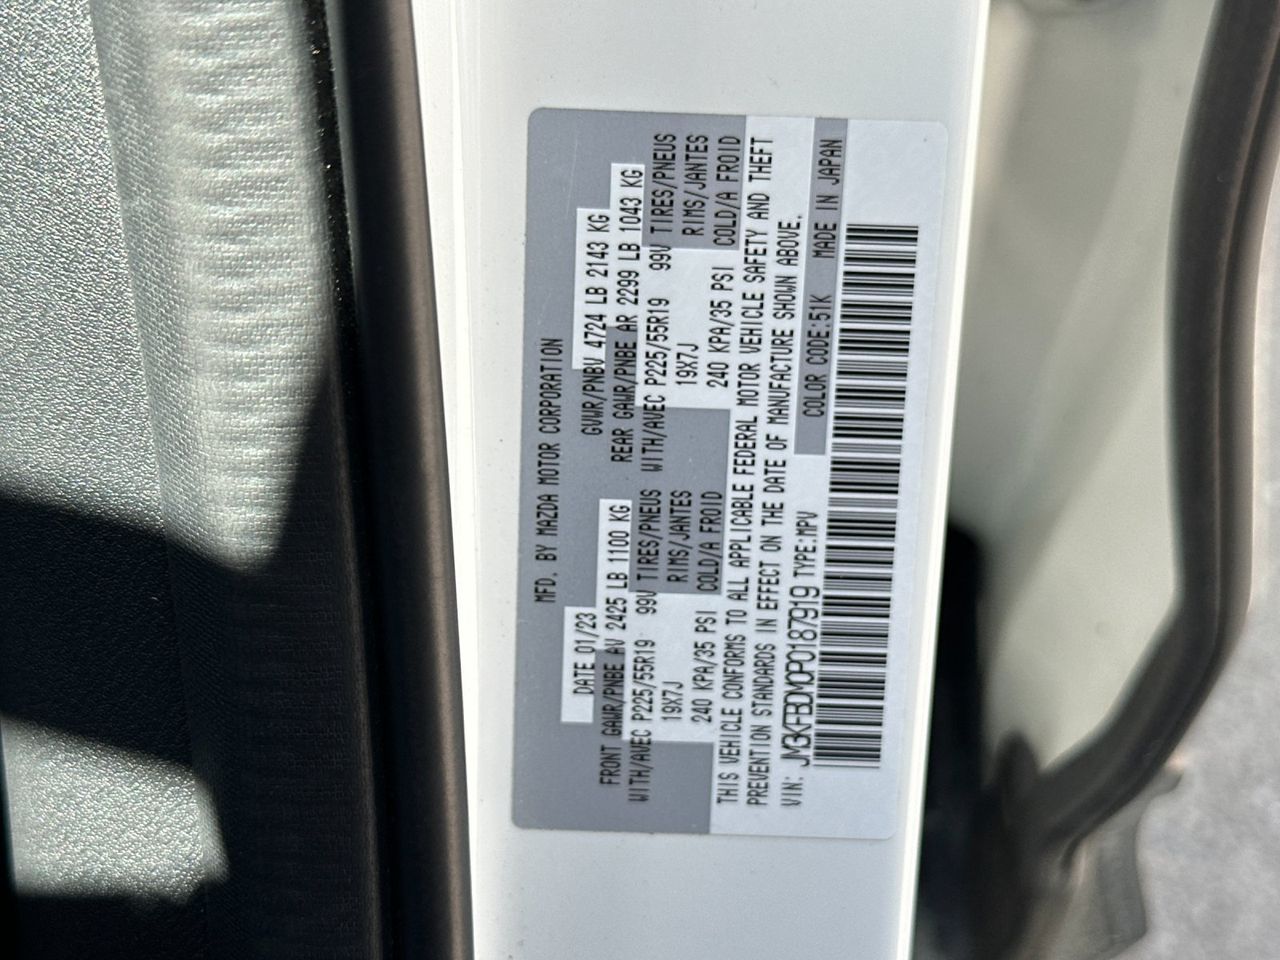 MFD. BY MAZDA MOTOR CORPORATION
DATE 01/23 GVWR/PNBV 4724 LB 2143 KG
FRONT GAWR/PNBE AV 2425 LB 1100 KG REAR GAWR/PNBE AR 2299 LB 1043 KG
WITH/AVEC P225/55R19 99V TIRES/PNEUS WITH/AVEC P225/55R19 99V TIRES/PNEUS
19X7J RIMS/JANTES 19X7J RIMS/JANTES
240 KPA/35 PSI COLD/A FROID 240 KPA/35 PSI COLD/A FROID
THIS VEHICLE CONFORMS TO ALL APPLICABLE FEDERAL MOTOR VEHICLE SAFETY AND THEFT
PREVENTION STANDARDS IN EFFECT ON THE DATE OF MANUFACTURE SHOWN ABOVE.
VIN: JM3KFBDM0P0187919 TYPE:MPV COLOR CODE:51K MADE IN JAPAN